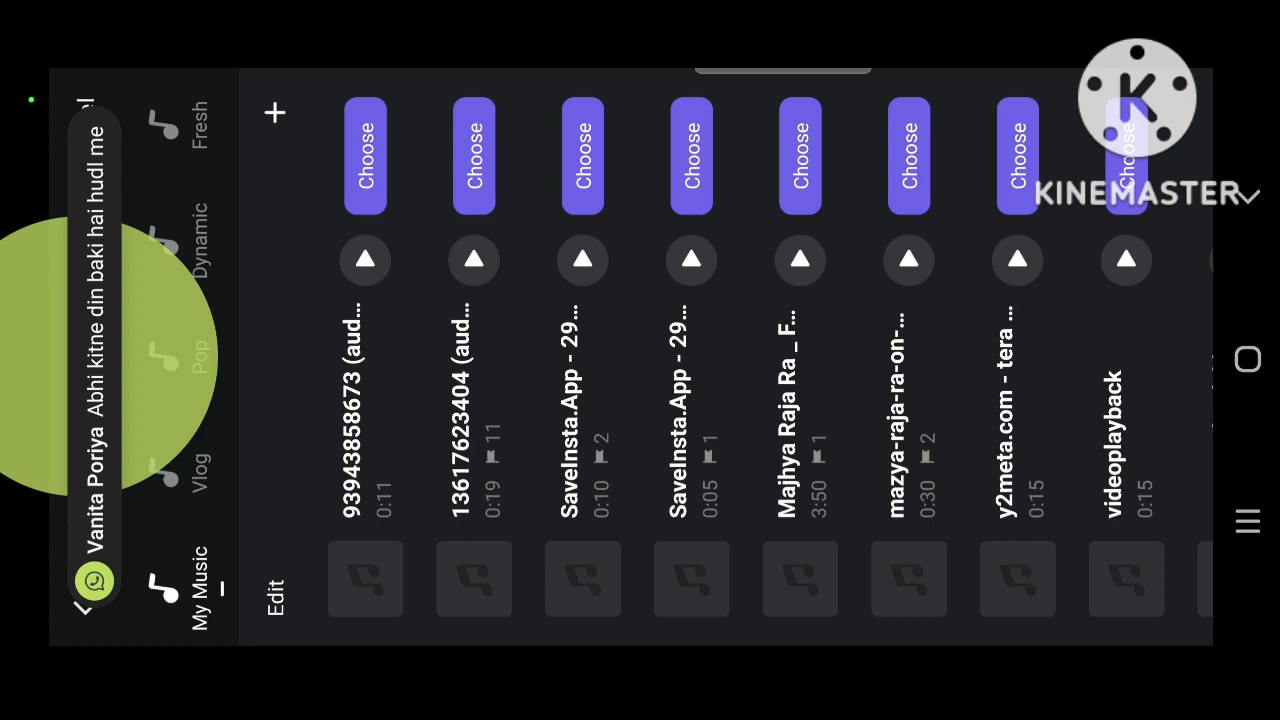 Vanita Poriya Abhi kitne din baki hai hudl me
My Music
Vlog
Pop
Dynamic
Fresh
Edit
+
93943858673 (aud...
0:11
Choose
13617623404 (aud...
0:19 11
Choose
SaveInsta.App - 29...
0:10 2
Choose
SaveInsta.App - 29...
0:05 1
Choose
Majhya Raja Ra _ F...
3:50 1
Choose
mazya-raja-ra-on-...
0:30 2
Choose
y2meta.com - tera ...
0:15
Choose
videoplayback
0:15
Choose
K
KINEMASTER